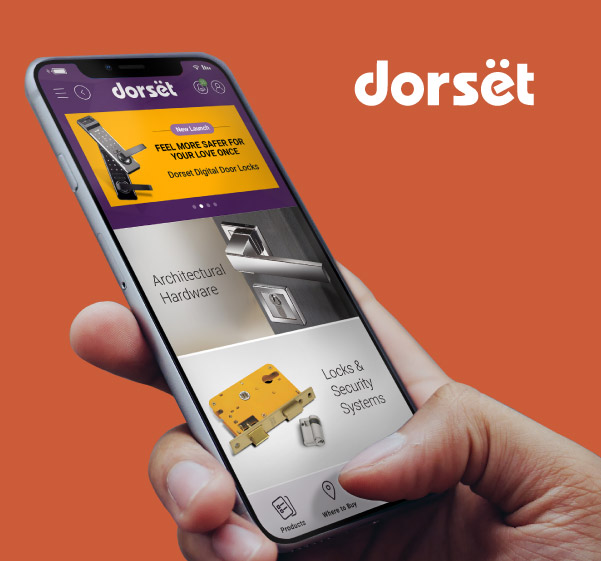 dorsët
dorsët
New Launch
FEEL MORE SAFER FOR
YOUR LOVE ONCE
Dorset Digital Door Locks
Architectural
Hardware
Locks &
Security
Systems
Products
Where to Buy